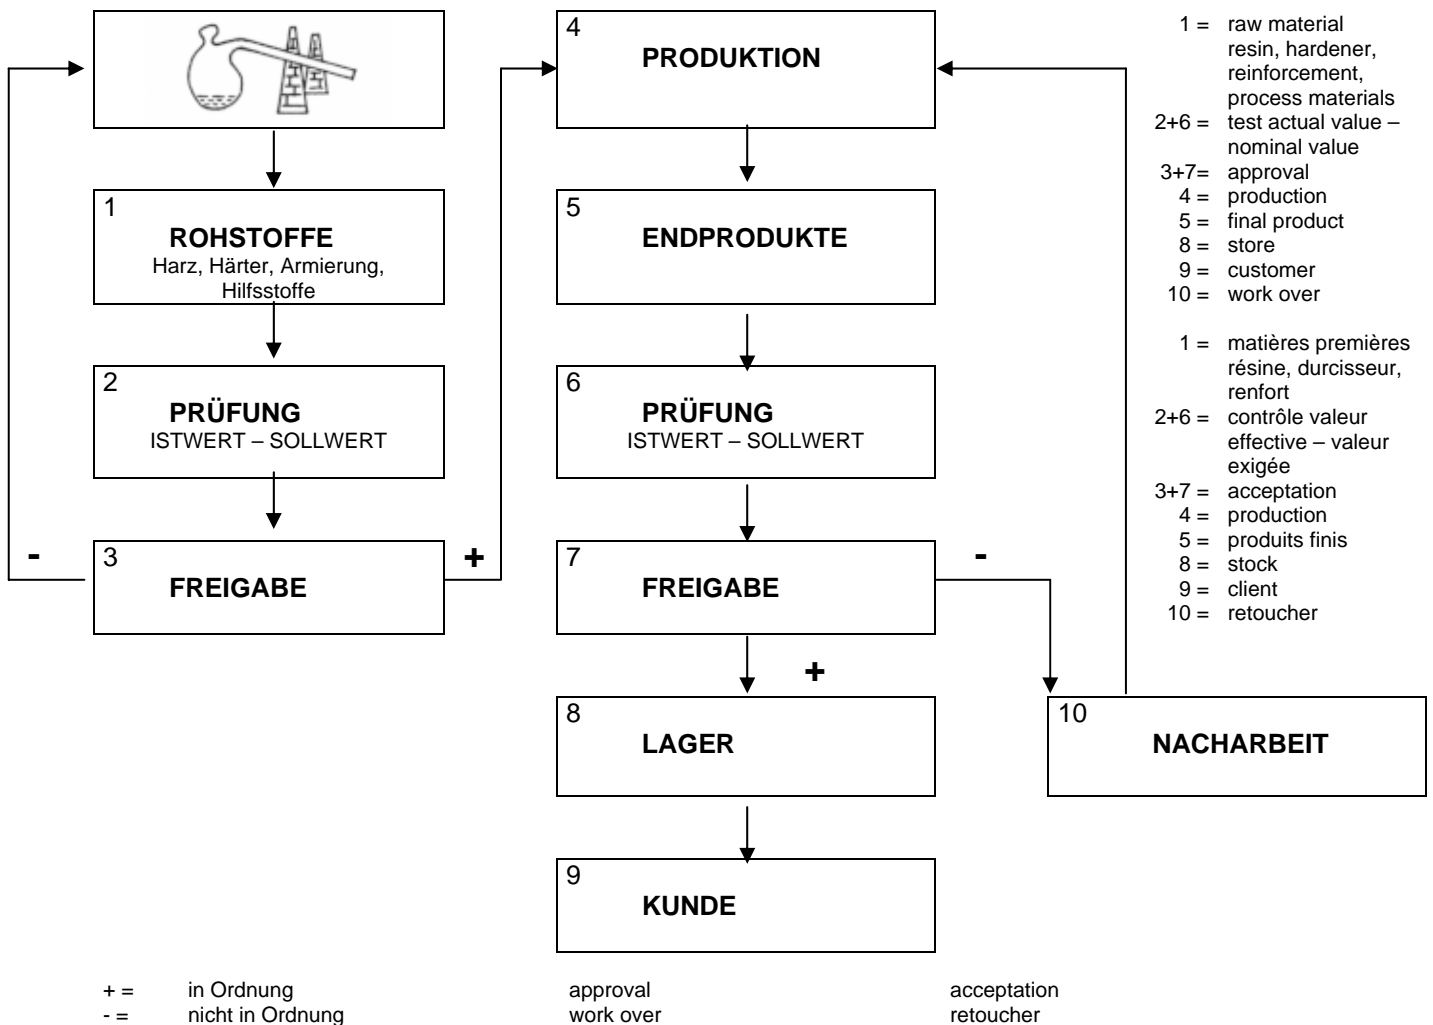 1
ROHSTOFFE
Harz, Härter, Armierung,
Hilfsstoffe
2
PRÜFUNG
ISTWERT – SOLLWERT
-
3
FREIGABE
+
4
PRODUKTION
5
ENDPRODUKTE
6
PRÜFUNG
ISTWERT – SOLLWERT
7
FREIGABE
-
+
8
LAGER
9
KUNDE
10
NACHARBEIT
1 = raw material
resin, hardener,
reinforcement,
process materials
2+6 = test actual value –
nominal value
3+7= approval
4 = production
5 = final product
8 = store
9 = customer
10 = work over
1 = matières premières
résine, durcisseur,
renfort
2+6 = contrôle valeur
effective – valeur
exigée
3+7 = acceptation
4 = production
5 = produits finis
8 = stock
9 = client
10 = retoucher
+ = in Ordnung approval acceptation
- = nicht in Ordnung work over retoucher